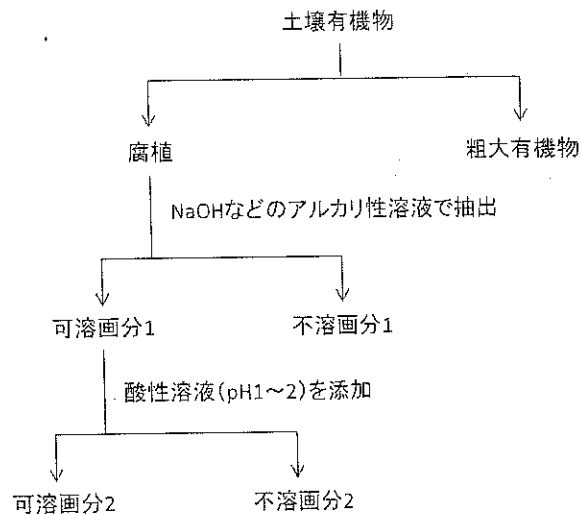 土壌有機物
腐植
粗大有機物
NaOHなどのアルカリ性溶液で抽出
可溶画分1
不溶画分1
酸性溶液(pH1～2)を添加
可溶画分2
不溶画分2